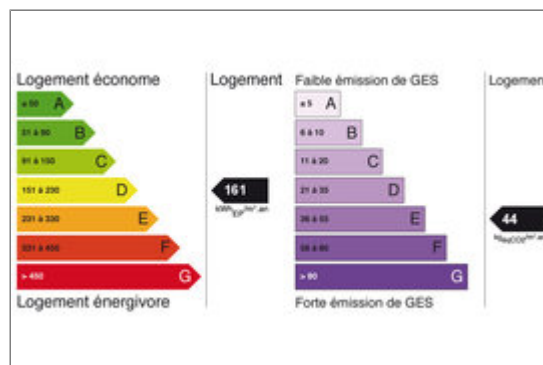 Logement économe
Logement
≤ 50 A
51 à 90 B
91 à 150 C
151 à 230 D
231 à 330 E
331 à 450 F
> 450 G
161
Logement énergivore
Faible émission de GES
Logement
≤ 5 A
6 à 10 B
11 à 20 C
21 à 35 D
36 à 55 E
56 à 80 F
> 80 G
44
Forte émission de GES